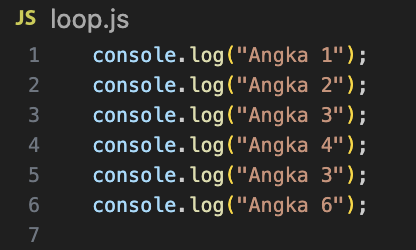 JS loop.js
1 console.log("Angka 1");
2 console.log("Angka 2");
3 console.log("Angka 3");
4 console.log("Angka 4");
5 console.log("Angka 3");
6 console.log("Angka 6");
7